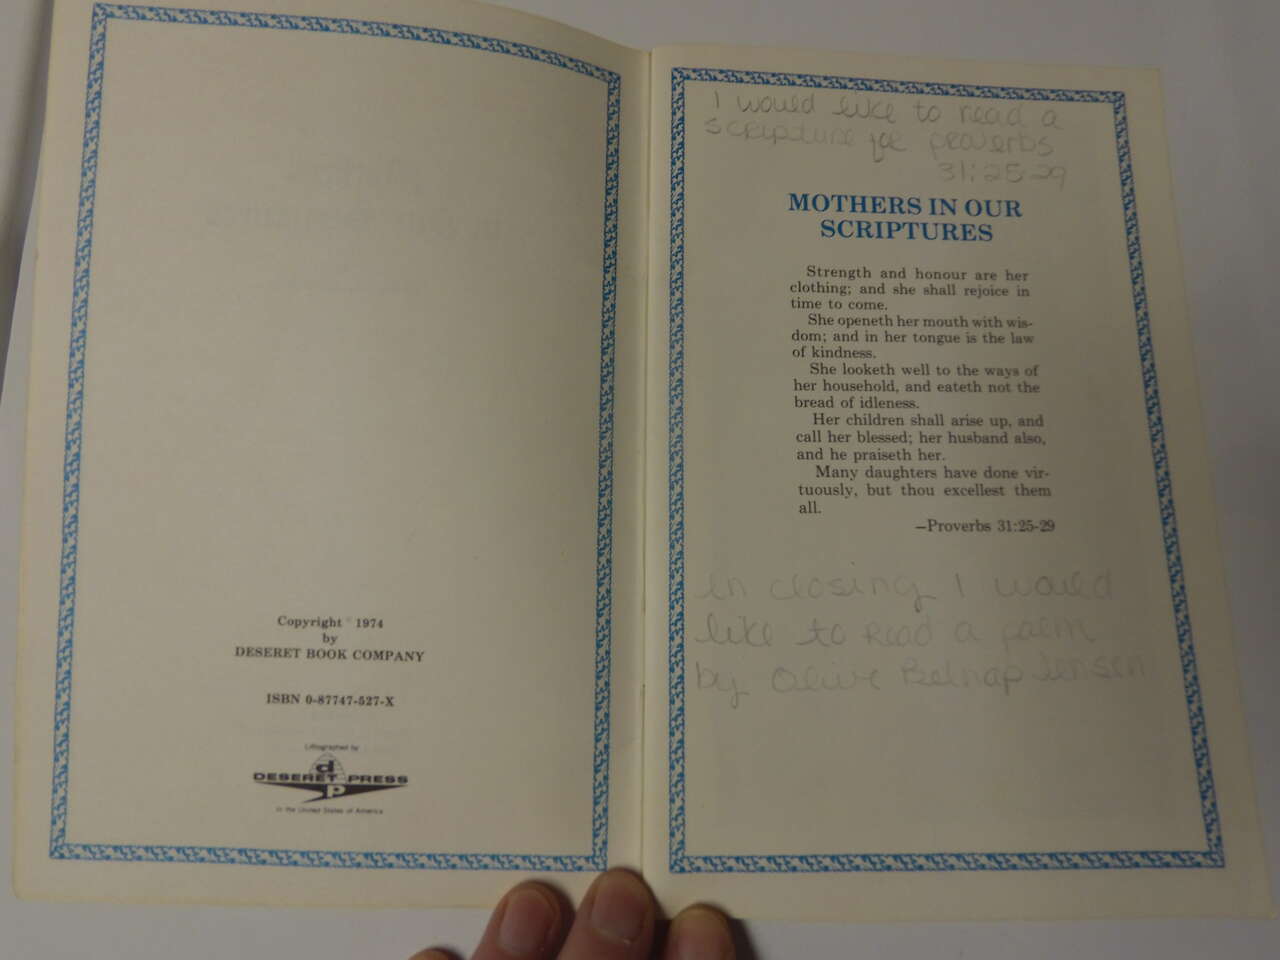 Copyright 1974
by
DESERET BOOK COMPANY
ISBN 0-87747-527-X
Lithographed by
d
DESERET PRESS
p
in the United States of America
I would like to read a
scripture for proverbs
31:25-29
MOTHERS IN OUR
SCRIPTURES
Strength and honour are her
clothing; and she shall rejoice in
time to come.
She openeth her mouth with wis-
dom; and in her tongue is the law
of kindness.
She looketh well to the ways of
her household, and eateth not the
bread of idleness.
Her children shall arise up, and
call her blessed; her husband also,
and he praiseth her.
Many daughters have done vir-
tuously, but thou excellest them
all.
—Proverbs 31:25-29
in closing I would
like to read a
by Olive Belnap Jensen